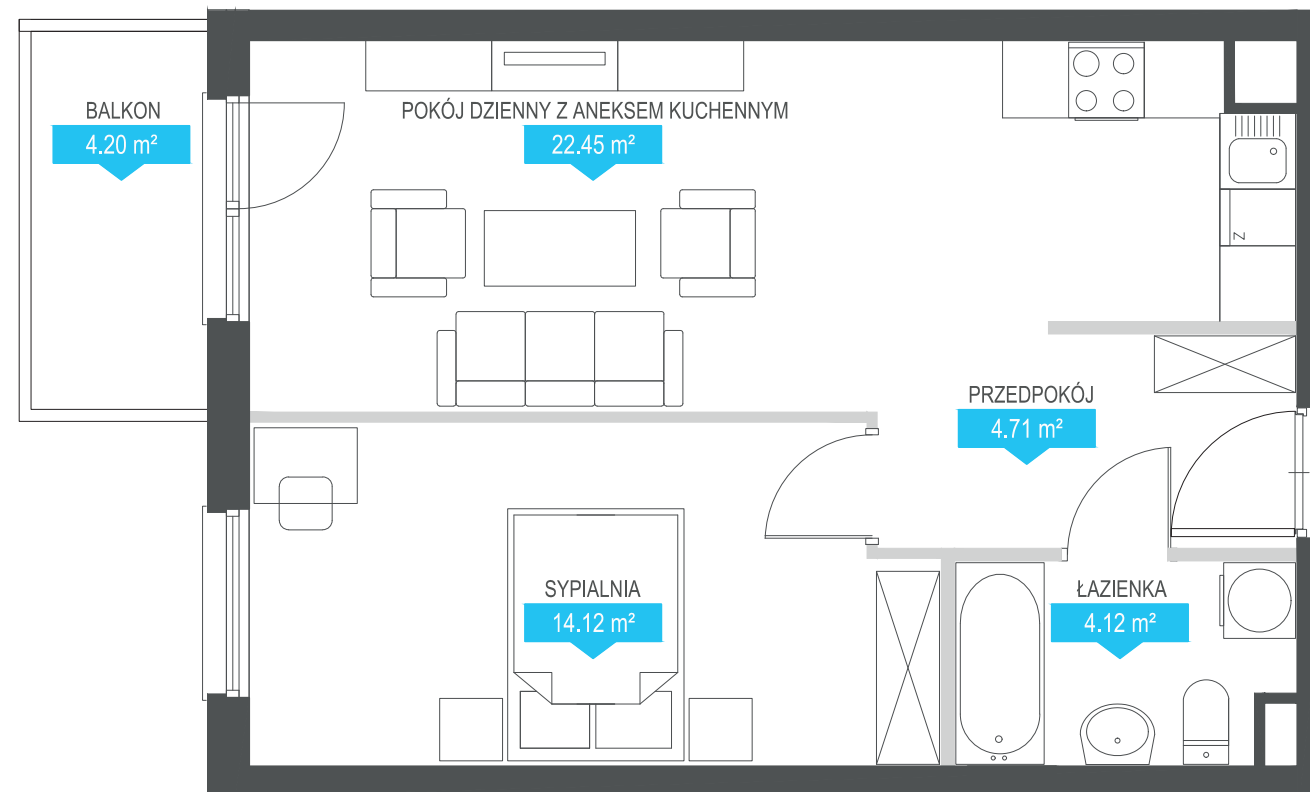 BALKON
4.20 m²
POKÓJ DZIENNY Z ANEKSEM KUCHENNYM
22.45 m²
Z
PRZEDPOKÓJ
4.71 m²
SYPIALNIA
14.12 m²
ŁAZIENKA
4.12 m²